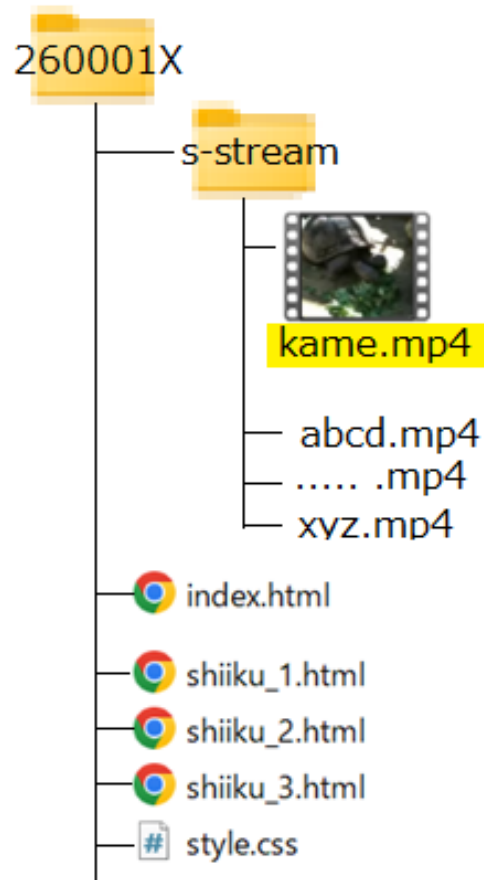 260001X
s-stream
kame.mp4
abcd.mp4
..... .mp4
xyz.mp4
index.html
shiiku_1.html
shiiku_2.html
shiiku_3.html
# style.css